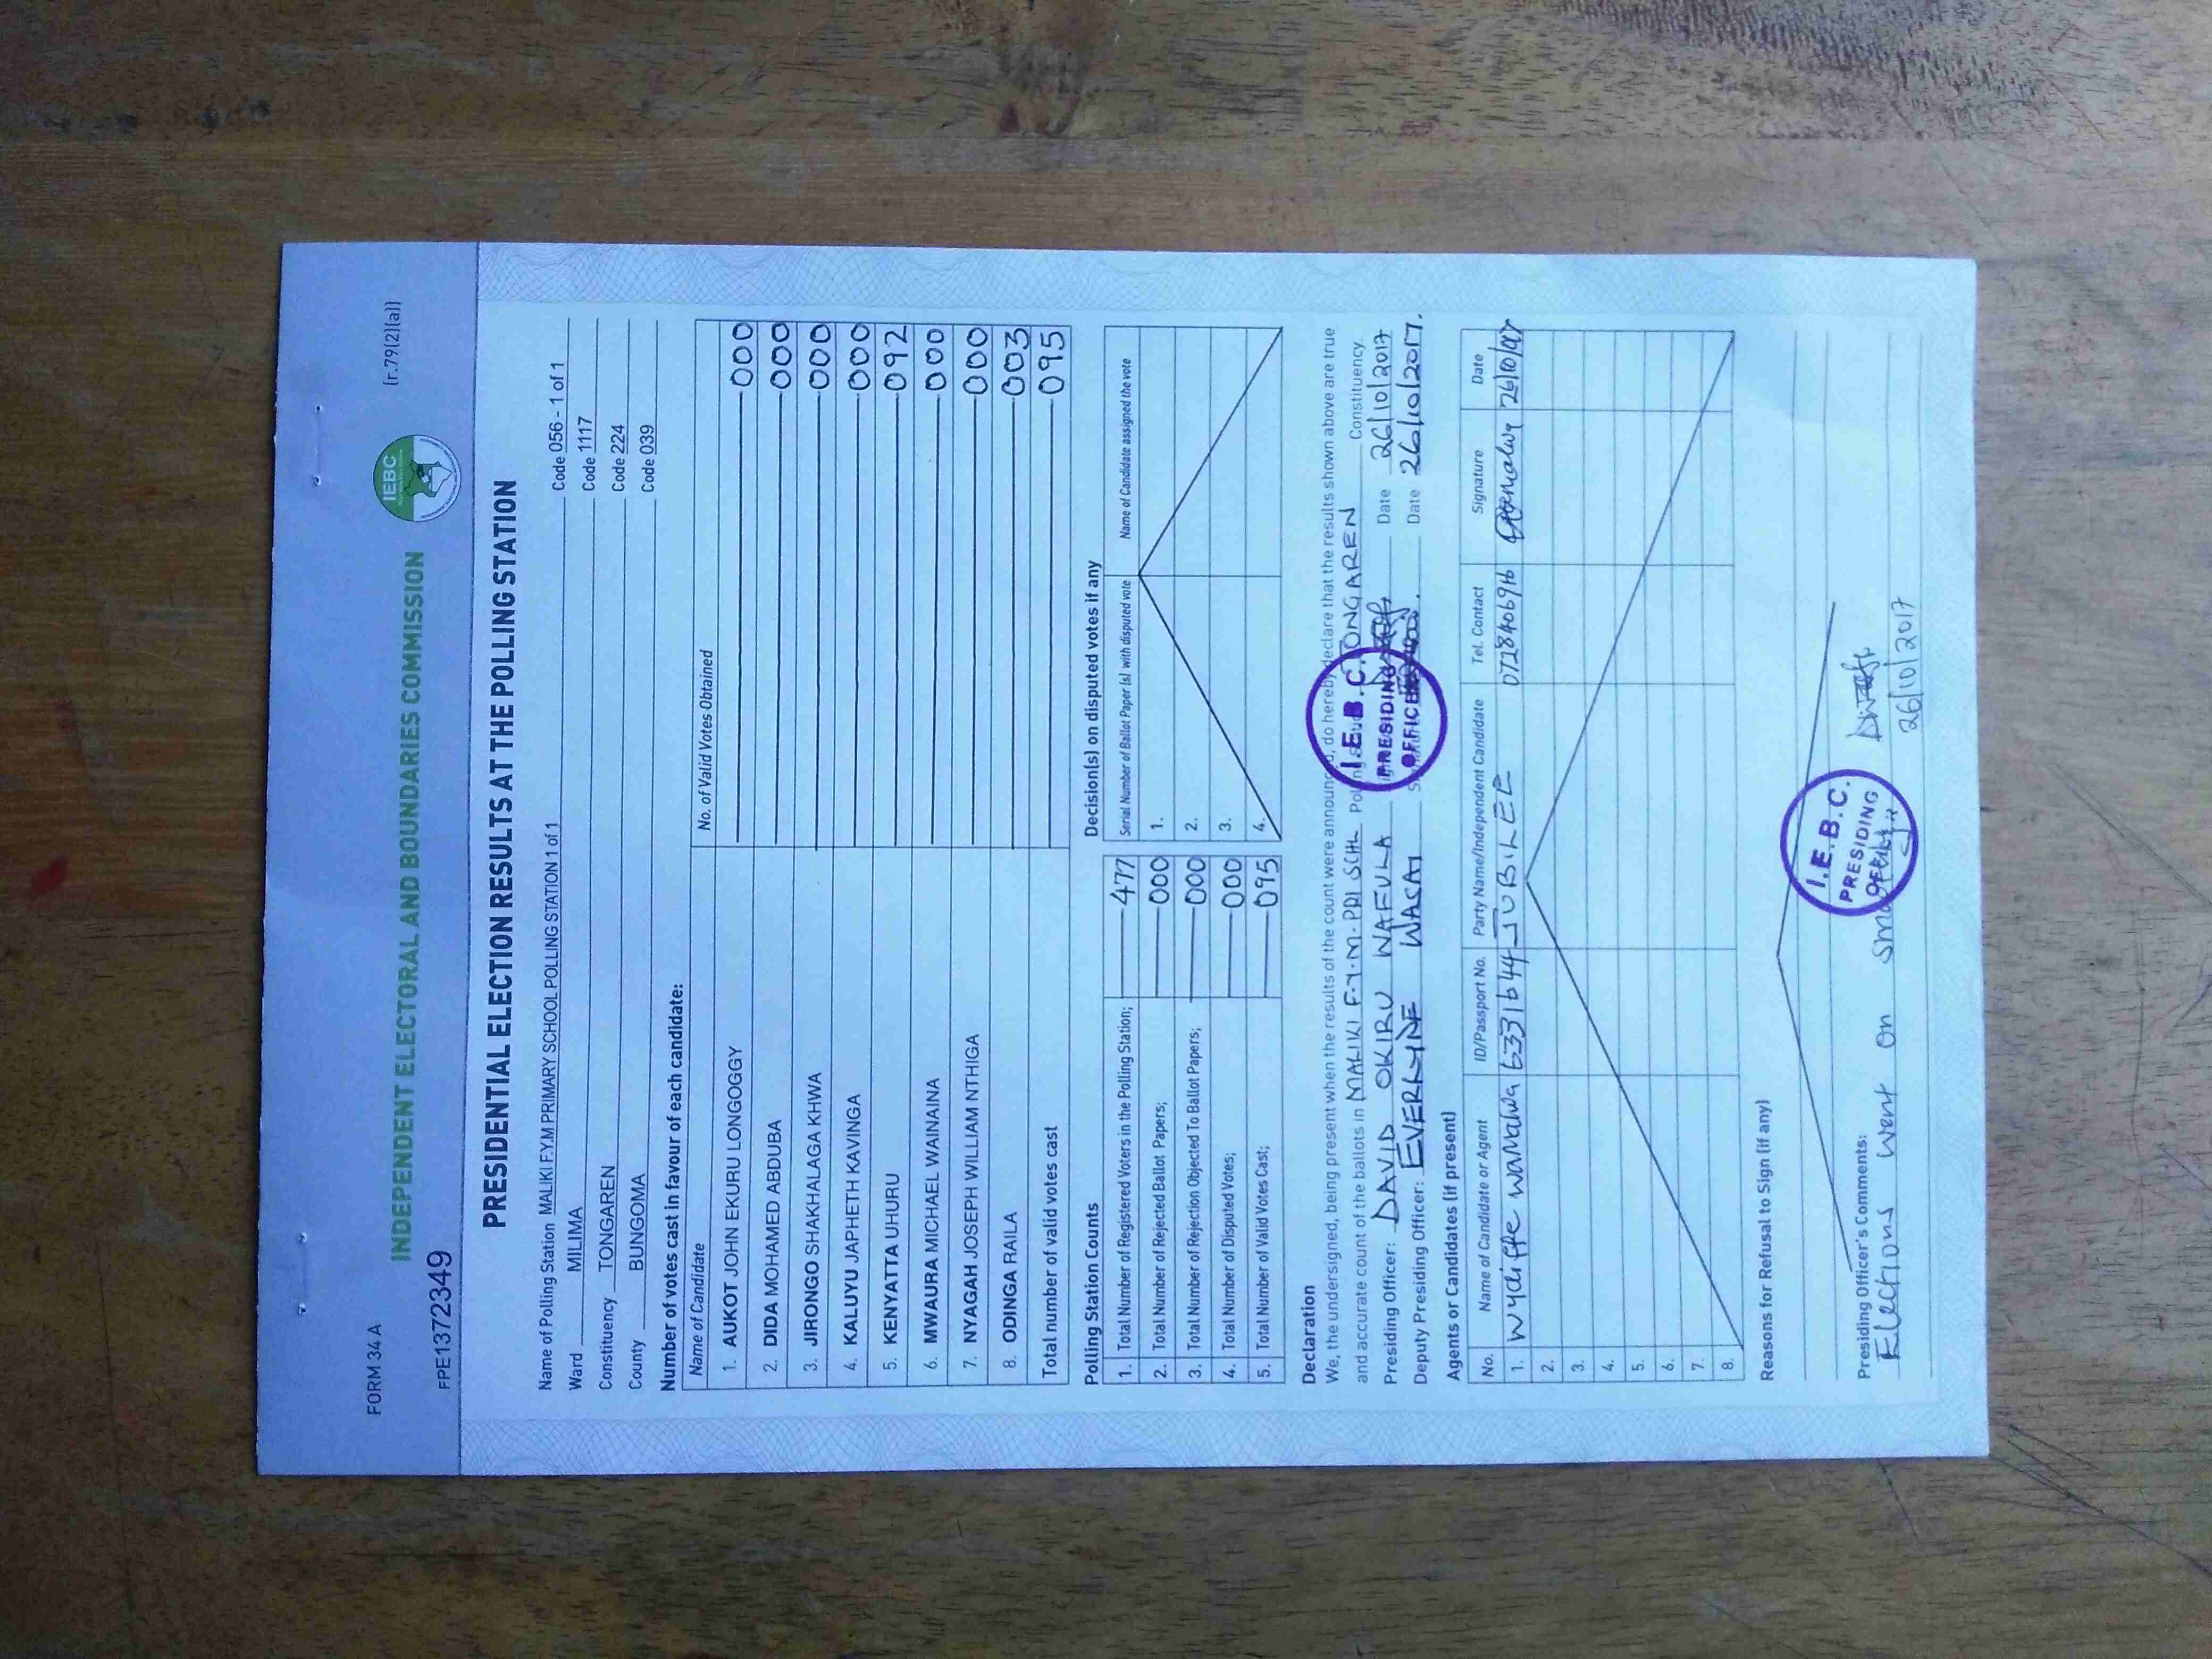 FORM 34 A
(r.79(2)(a))
IEBC
INDEPENDENT ELECTORAL AND BOUNDARIES COMMISSION
FPE1372349
PRESIDENTIAL ELECTION RESULTS AT THE POLLING STATION
Name of Polling Station MALIKI F.Y.M PRIMARY SCHOOL POLLING STATION 1 of 1 Code 056 - 1 of 1
Ward MILIMA Code 1117
Constituency TONGAREN Code 224
County BUNGOMA Code 039
Number of votes cast in favour of each candidate:
Name of Candidate No. of Valid Votes Obtained
1. AUKOT JOHN EKURU LONGOGGY 000
2. DIDA MOHAMED ABDUBA 000
3. JIRONGO SHAKHALAGA KHWA 000
4. KALUYU JAPHETH KAVINGA 000
5. KENYATTA UHURU 092
6. MWAURA MICHAEL WAINAINA 000
7. NYAGAH JOSEPH WILLIAM NTHIGA 000
8. ODINGA RAILA 003
Total number of valid votes cast 095
Polling Station Counts
1. Total Number of Registered Voters in the Polling Station; 477
2. Total Number of Rejected Ballot Papers; 000
3. Total Number of Rejection Objected To Ballot Papers; 000
4. Total Number of Disputed Votes; 000
5. Total Number of Valid Votes Cast; 095
Decision(s) on disputed votes if any
Serial Number of Ballot Paper (s) with disputed vote Name of Candidate assigned the vote
1.
2.
3.
4.
Declaration
We, the undersigned, being present when the results of the count were announced, do hereby declare that the results shown above are true
and accurate count of the ballots in MALIKI F.Y.M. PRI SCHL Polling TONGAREN Constituency.
Presiding Officer: DAVID OKIRU WAFULA Date 26/10/2017
Deputy Presiding Officer: EVERLYNE Date 26/10/2017.
I.E.B.C.
PRESIDING
OFFICER
Agents or Candidates (if present)
No. Name of Candidate or Agent ID/Passport No. Party Name/Independent Candidate Tel. Contact Signature Date
1. Wycliffe Wamalwa JUBILEE 26/10/017
2.
3.
4.
5.
6.
7.
8.
Reasons for Refusal to Sign (if any)
Presiding Officer's Comments:
Elections went on
I.E.B.C.
PRESIDING
26/10/2017